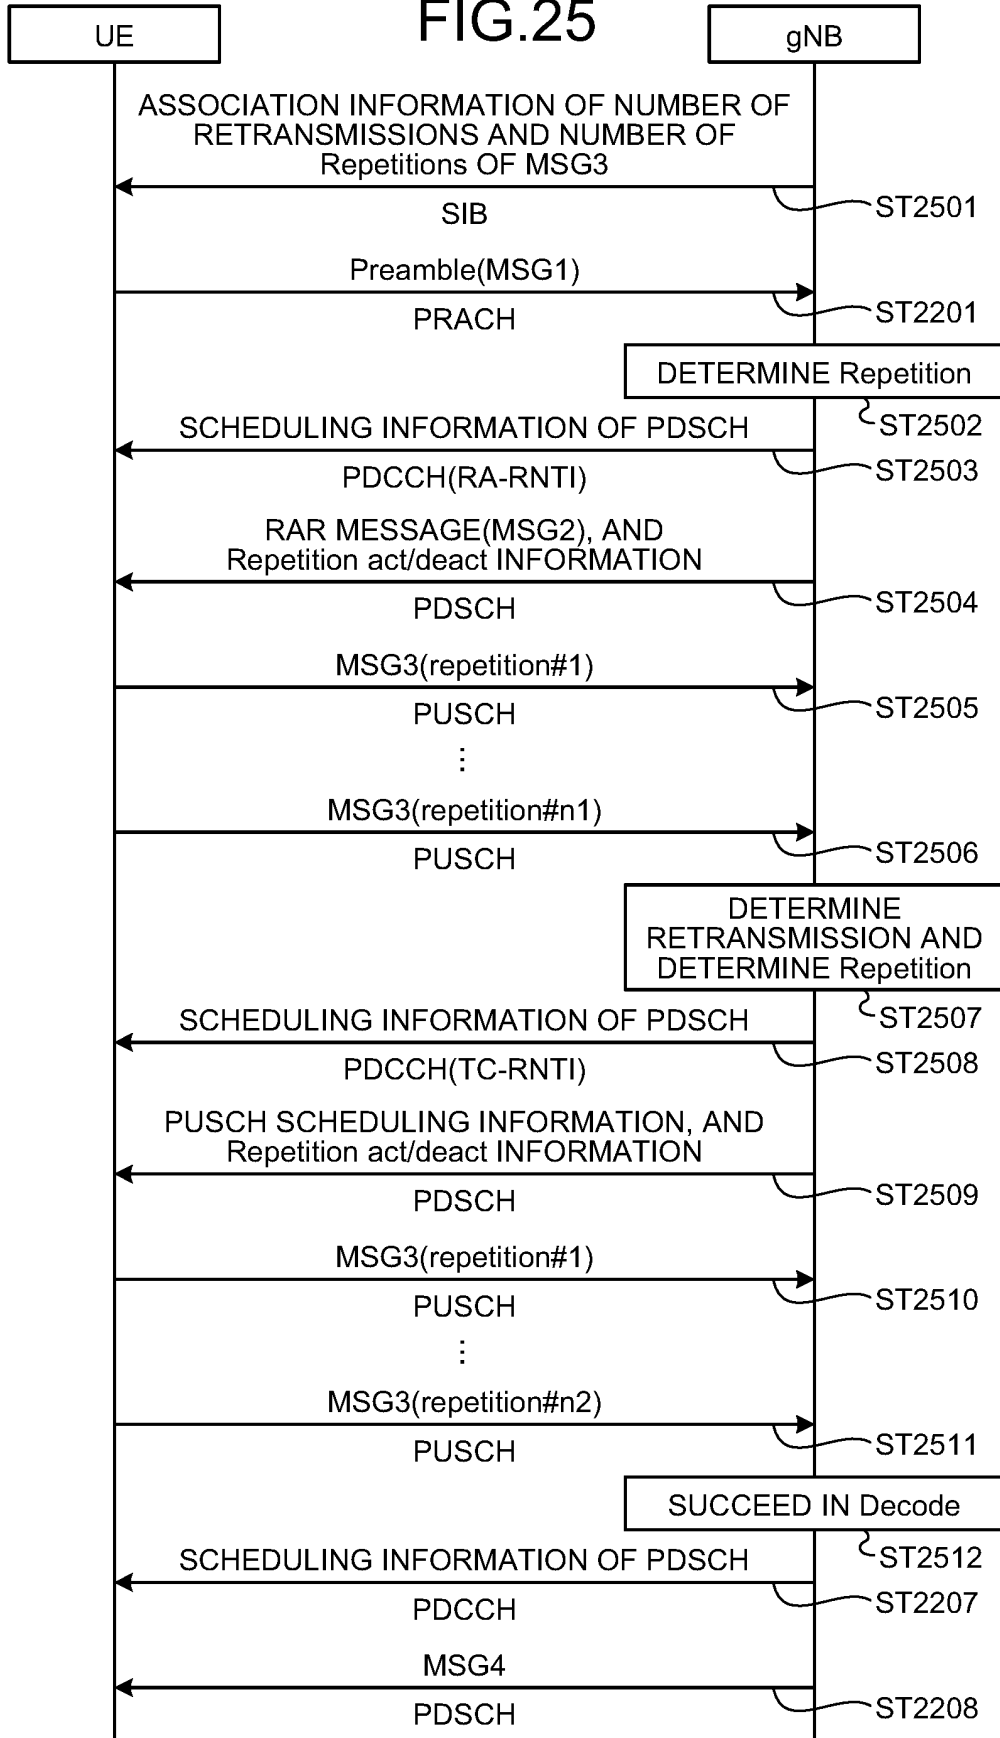 FIG.25
UE
gNB
ASSOCIATION INFORMATION OF NUMBER OF
RETRANSMISSIONS AND NUMBER OF
Repetitions OF MSG3
SIB
ST2501
Preamble(MSG1)
PRACH
ST2201
DETERMINE Repetition
ST2502
SCHEDULING INFORMATION OF PDSCH
PDCCH(RA-RNTI)
ST2503
RAR MESSAGE(MSG2), AND
Repetition act/deact INFORMATION
PDSCH
ST2504
MSG3(repetition#1)
PUSCH
ST2505
⋮
MSG3(repetition#n1)
PUSCH
ST2506
DETERMINE
RETRANSMISSION AND
DETERMINE Repetition
ST2507
SCHEDULING INFORMATION OF PDSCH
PDCCH(TC-RNTI)
ST2508
PUSCH SCHEDULING INFORMATION, AND
Repetition act/deact INFORMATION
PDSCH
ST2509
MSG3(repetition#1)
PUSCH
ST2510
⋮
MSG3(repetition#n2)
PUSCH
ST2511
SUCCEED IN Decode
ST2512
SCHEDULING INFORMATION OF PDSCH
PDCCH
ST2207
MSG4
PDSCH
ST2208